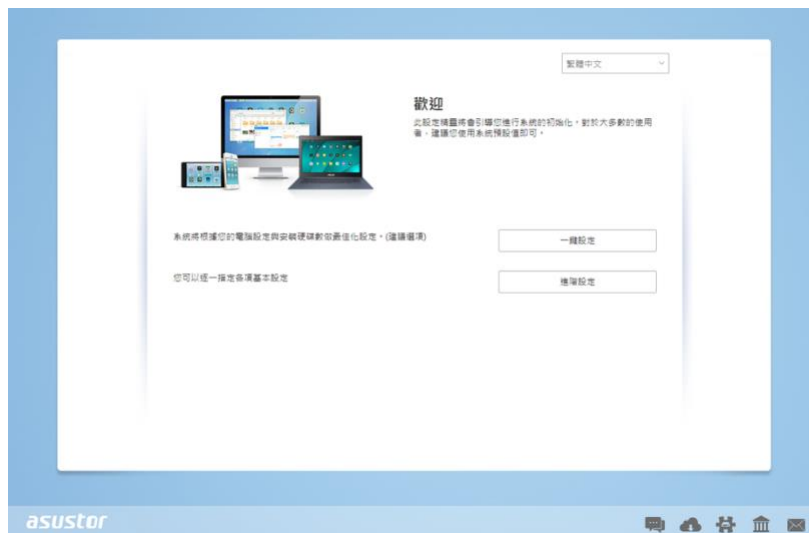 繁體中文
歡迎
此設定精靈將會引導您進行系統的初始化。對於大多數的使用
者，建議您使用系統預設值即可。
系統將根據您的電腦設定與安裝硬碟數做最佳化設定。(建議選項)
一鍵設定
您可以逐一指定各項基本設定
進階設定
asustor